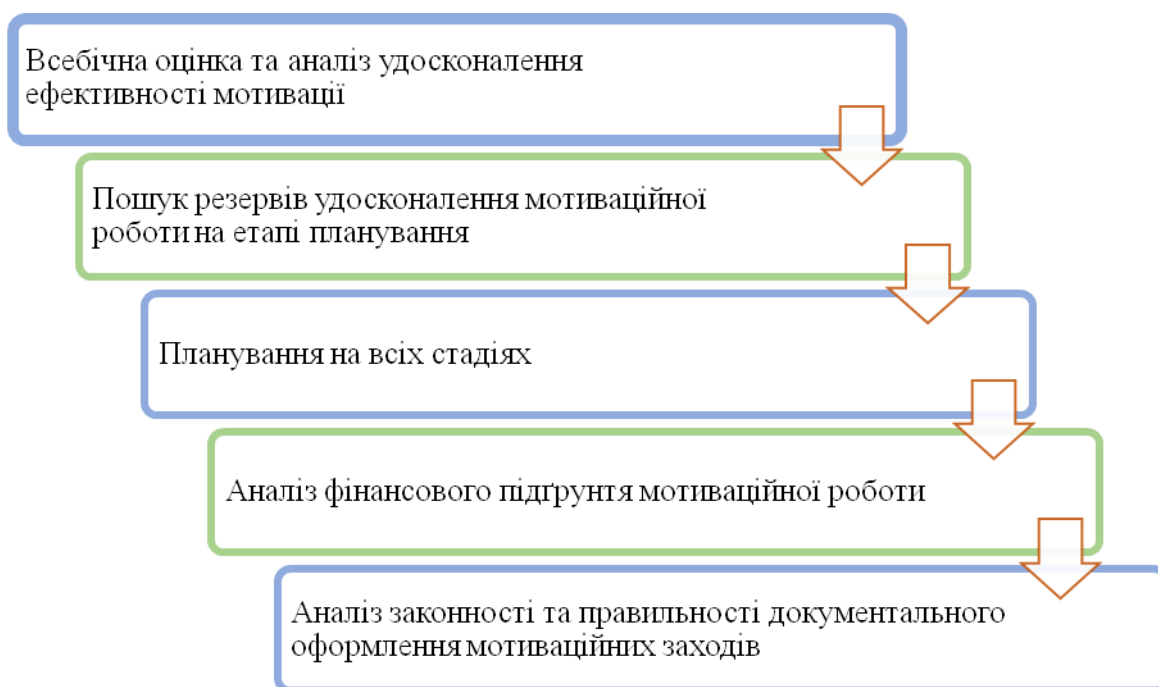 Всебічна оцінка та аналіз удосконалення
ефективності мотивації
Пошук резервів удосконалення мотиваційної
роботи на етапі планування
Планування на всіх стадіях
Аналіз фінансового підґрунтя мотиваційної роботи
Аналіз законності та правильності документального
оформлення мотиваційних заходів